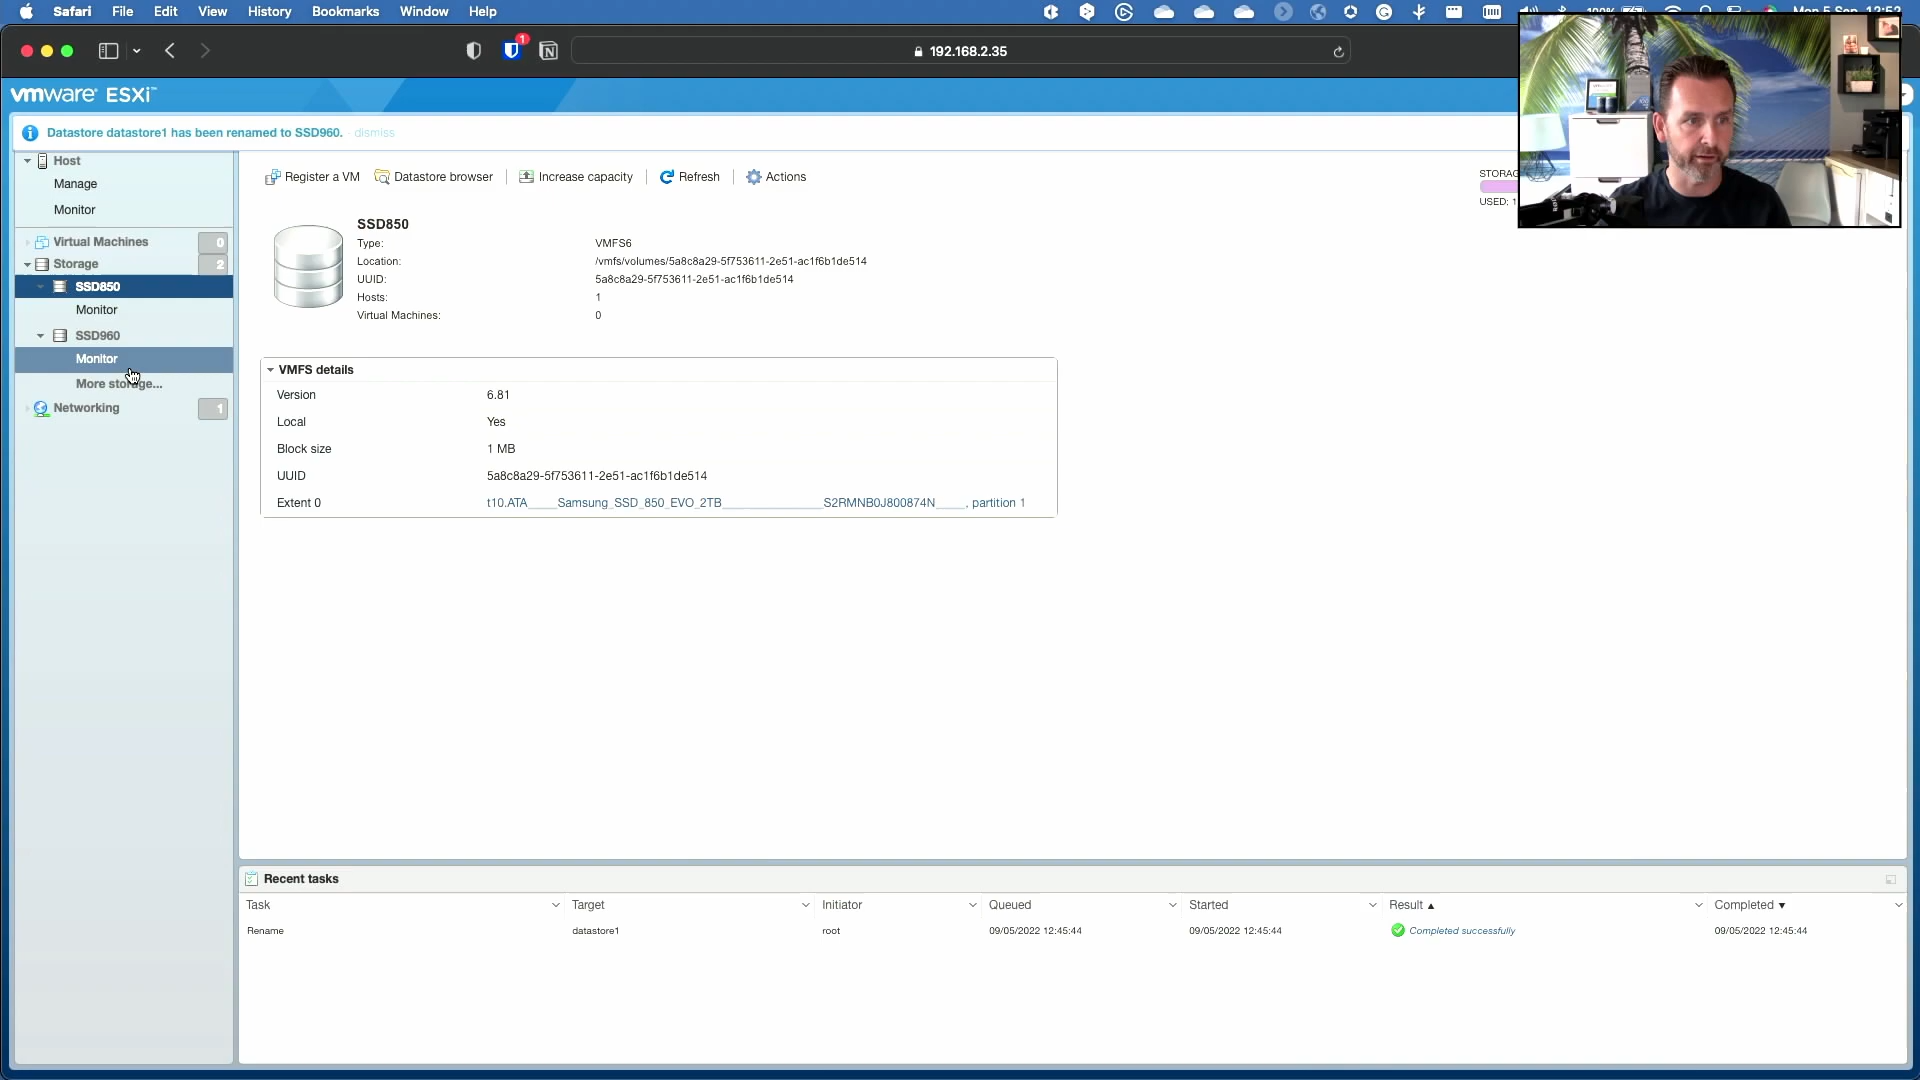 Safari File Edit View History Bookmarks Window Help
1
192.168.2.35
vmware ESXi™
Datastore datastore1 has been renamed to SSD960. - dismiss
Host
Manage
Monitor
Virtual Machines 0
Storage 2
SSD850
Monitor
SSD960
Monitor
More storage...
Networking 1
Register a VM Datastore browser Increase capacity Refresh Actions
USED: 1
SSD850
Type: VMFS6
Location: /vmfs/volumes/5a8c8a29-5f753611-2e51-ac1f6b1de514
UUID: 5a8c8a29-5f753611-2e51-ac1f6b1de514
Hosts: 1
Virtual Machines: 0
VMFS details
Version 6.81
Local Yes
Block size 1 MB
UUID 5a8c8a29-5f753611-2e51-ac1f6b1de514
Extent 0 t10.ATA_____Samsung_SSD_850_EVO_2TB_________________S2RMNB0J800874N_____, partition 1
Recent tasks
Task Target Initiator Queued Started Result ▲ Completed ▼
Rename datastore1 root 09/05/2022 12:45:44 09/05/2022 12:45:44 Completed successfully 09/05/2022 12:45:44